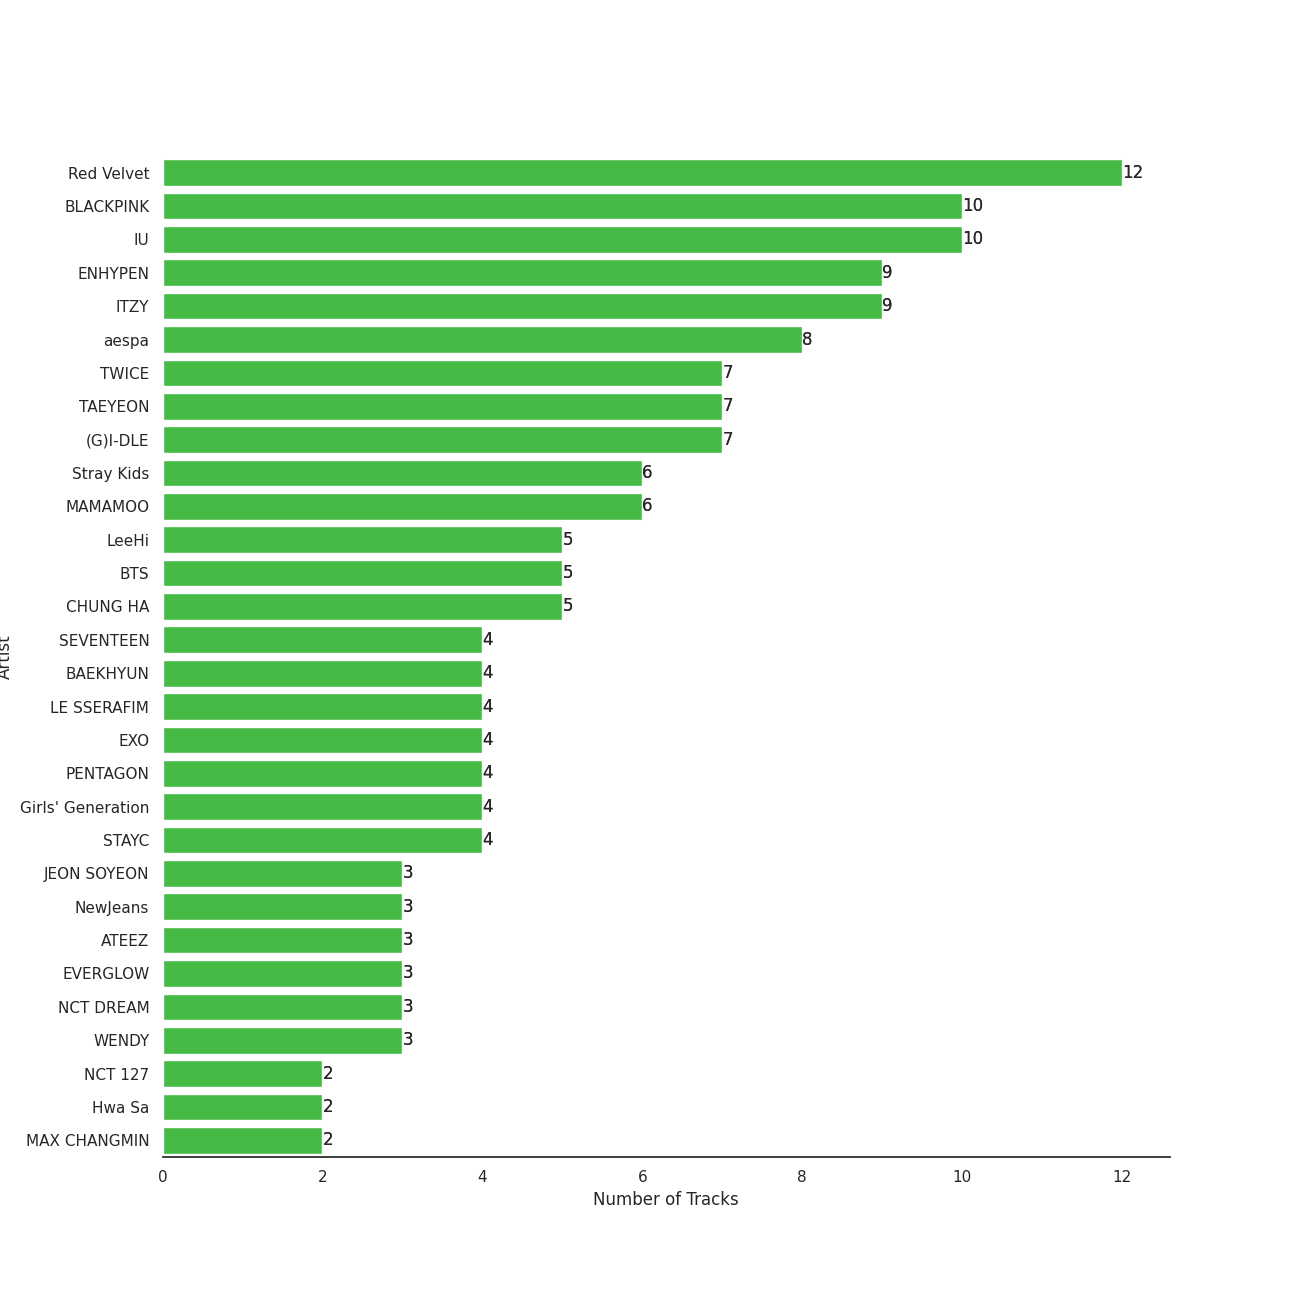 Red Velvet 12
BLACKPINK 10
IU 10
ENHYPEN 9
ITZY 9
aespa 8
TWICE 7
TAEYEON 7
(G)I-DLE 7
Stray Kids 6
MAMAMOO 6
LeeHi 5
BTS 5
CHUNG HA 5
SEVENTEEN 4
BAEKHYUN 4
LE SSERAFIM 4
EXO 4
PENTAGON 4
Girls' Generation 4
STAYC 4
JEON SOYEON 3
NewJeans 3
ATEEZ 3
EVERGLOW 3
NCT DREAM 3
WENDY 3
NCT 127 2
Hwa Sa 2
MAX CHANGMIN 2
0 2 4 6 8 10 12
Number of Tracks
Artist